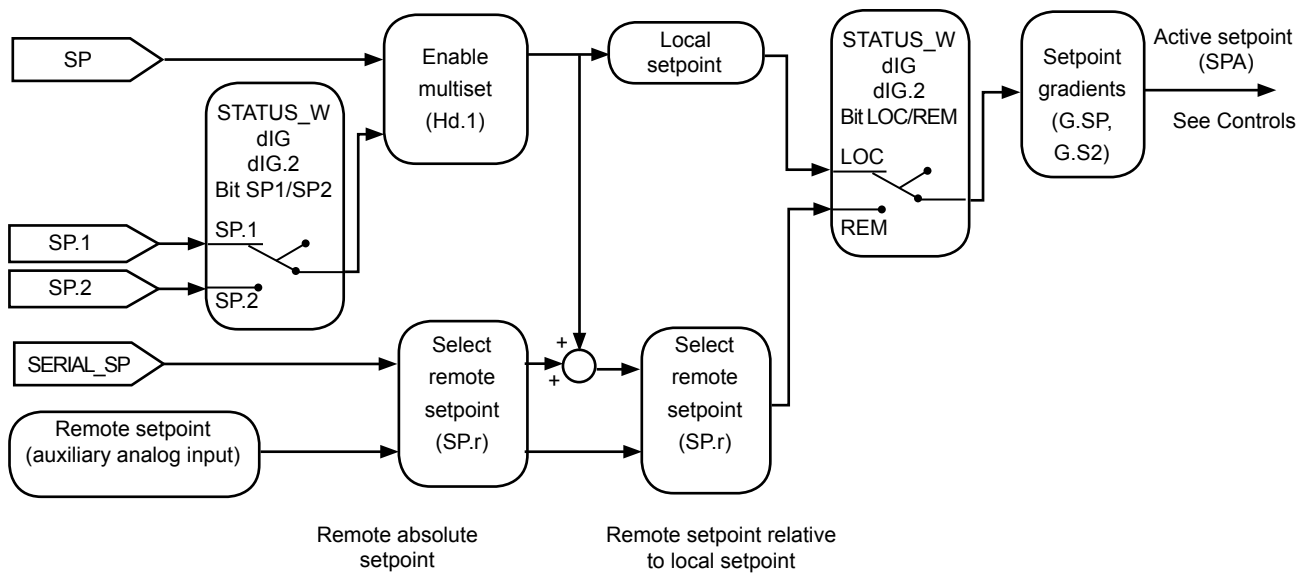 SP
Enable
multiset
(Hd.1)
Local
setpoint
STATUS_W
dIG
dIG.2
Bit LOC/REM
LOC
REM
Setpoint
gradients
(G.SP,
G.S2)
Active setpoint
(SPA)
See Controls
STATUS_W
dIG
dIG.2
Bit SP1/SP2
SP.1
SP.2
SP.1
SP.2
SERIAL_SP
Remote setpoint
(auxiliary analog input)
Select
remote
setpoint
(SP.r)
+
+
Select
remote
setpoint
(SP.r)
Remote absolute
setpoint
Remote setpoint relative
to local setpoint